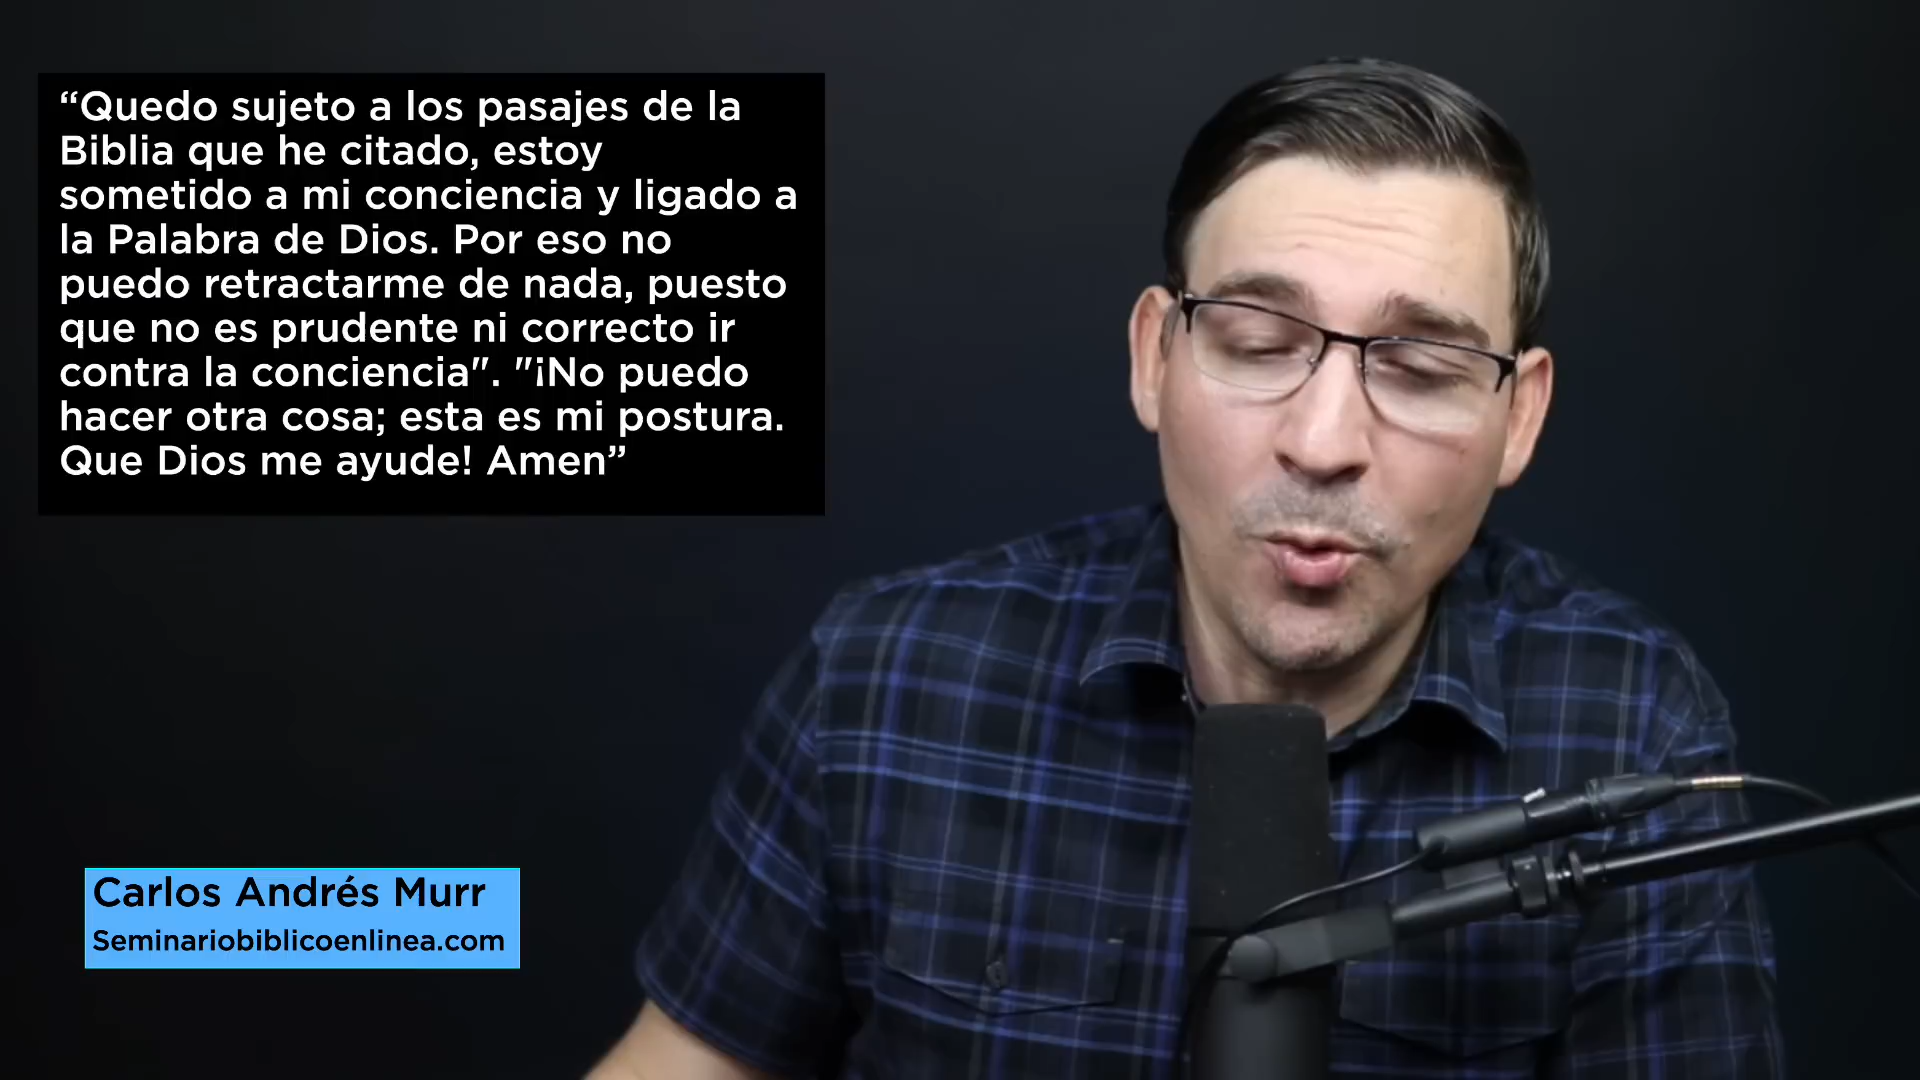 “Quedo sujeto a los pasajes de la
Biblia que he citado, estoy
sometido a mi conciencia y ligado a
la Palabra de Dios. Por eso no
puedo retractarme de nada, puesto
que no es prudente ni correcto ir
contra la conciencia". "¡No puedo
hacer otra cosa; esta es mi postura.
Que Dios me ayude! Amen”
Carlos Andrés Murr
Seminariobiblicoenlinea.com